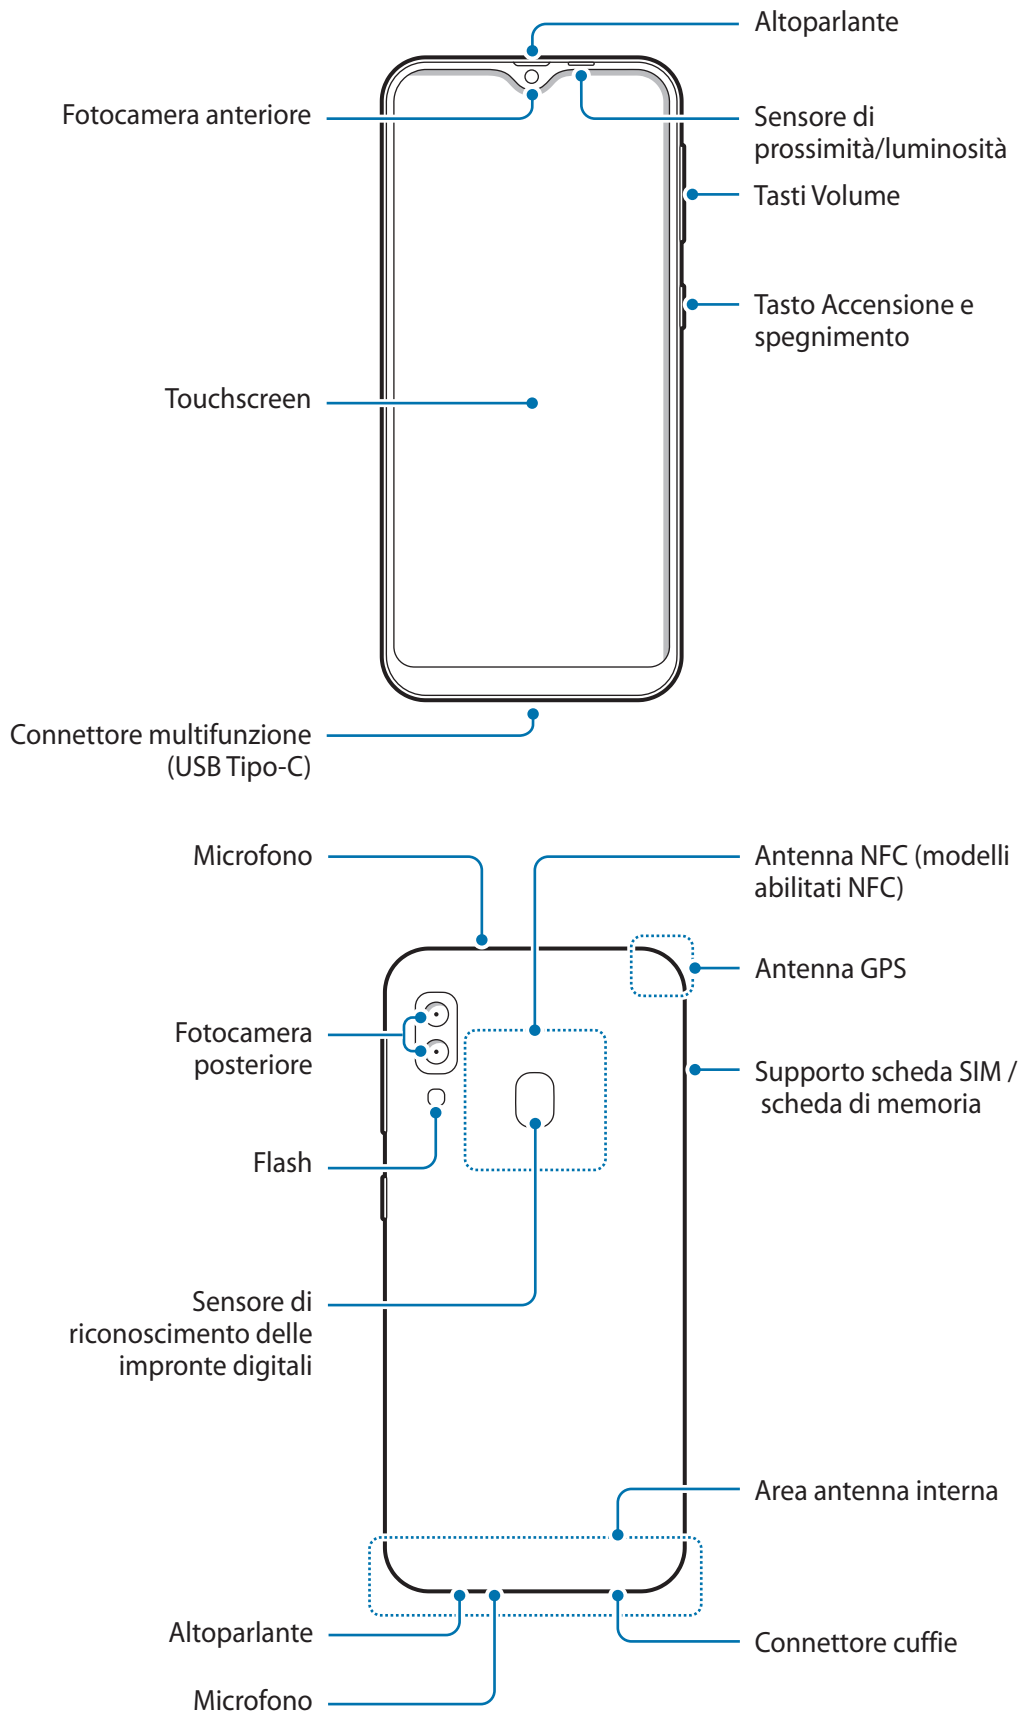 Altoparlante
Fotocamera anteriore
Sensore di
prossimità/luminosità
Tasti Volume
Tasto Accensione e
spegnimento
Touchscreen
Connettore multifunzione
(USB Tipo-C)
Microfono
Antenna NFC (modelli
abilitati NFC)
Antenna GPS
Fotocamera
posteriore
Supporto scheda SIM /
scheda di memoria
Flash
Sensore di
riconoscimento delle
impronte digitali
Area antenna interna
Altoparlante
Connettore cuffie
Microfono